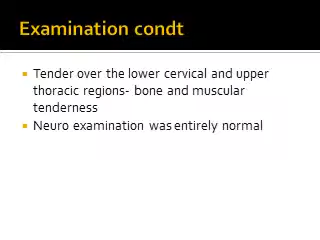 Examination condt
Tender over the lower cervical and upper
thoracic regions- bone and muscular
tenderness
Neuro examination was entirely normal